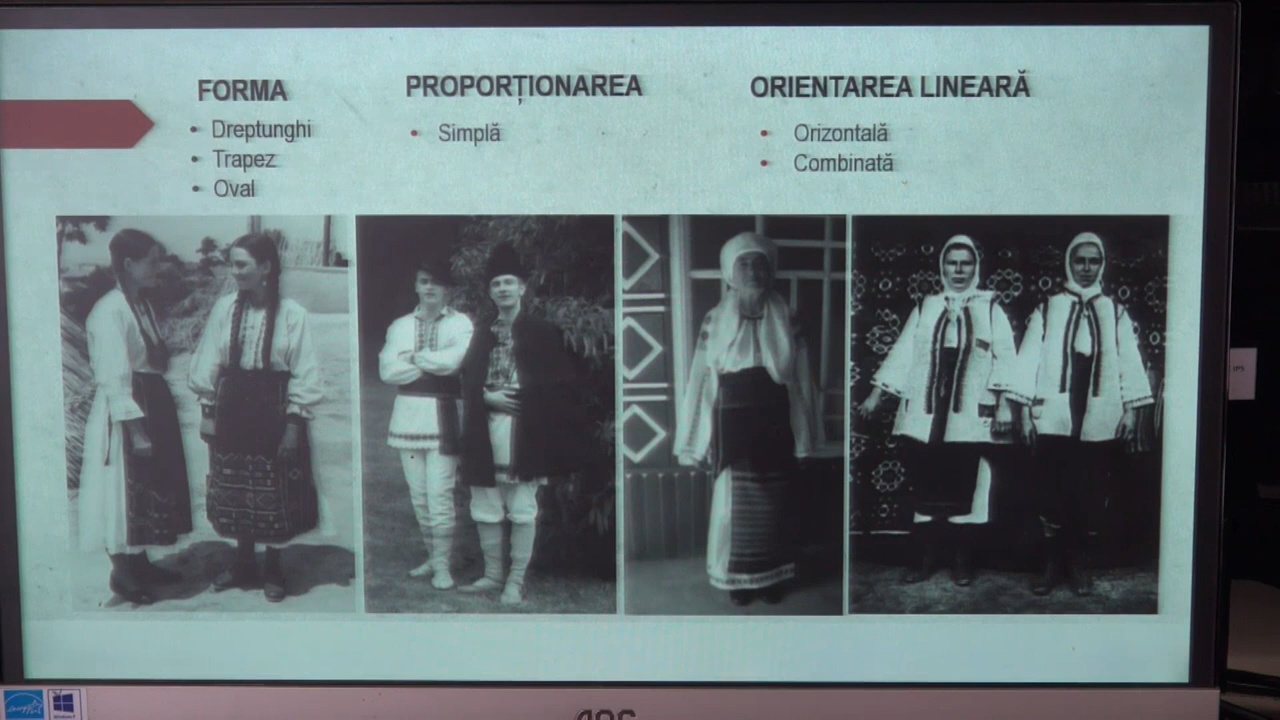 FORMA
Dreptunghi
Trapez
Oval
PROPORȚIONAREA
Simplă
ORIENTAREA LINEARĂ
Orizontală
Combinată